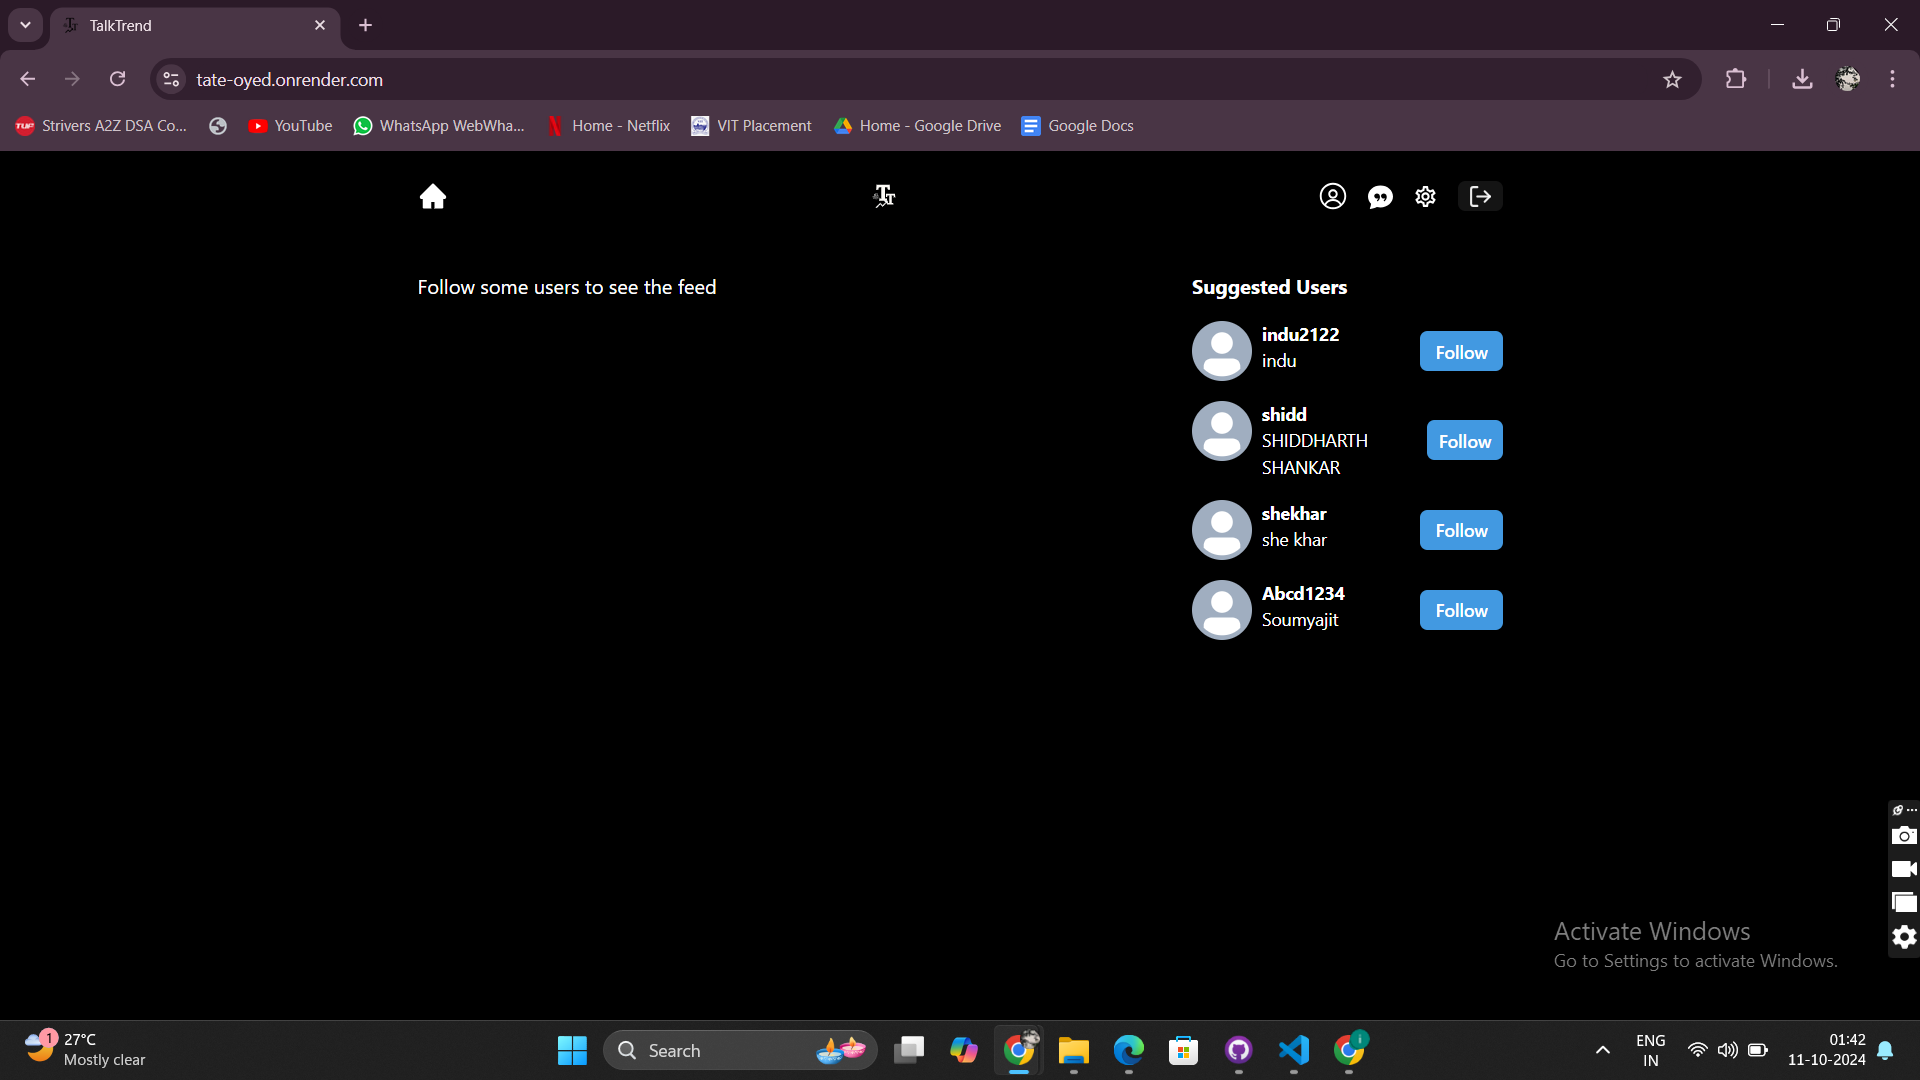 TalkTrend
tate-oyed.onrender.com
Strivers A2Z DSA Co...
YouTube
WhatsApp WebWha...
Home - Netflix
VIT Placement
Home - Google Drive
Google Docs
Follow some users to see the feed
Suggested Users
indu2122
indu
Follow
shidd
SHIDDHARTH
SHANKAR
Follow
shekhar
she khar
Follow
Abcd1234
Soumyajit
Follow
Activate Windows
Go to Settings to activate Windows.
1
27°C
Mostly clear
Search
ENG
IN
01:42
11-10-2024